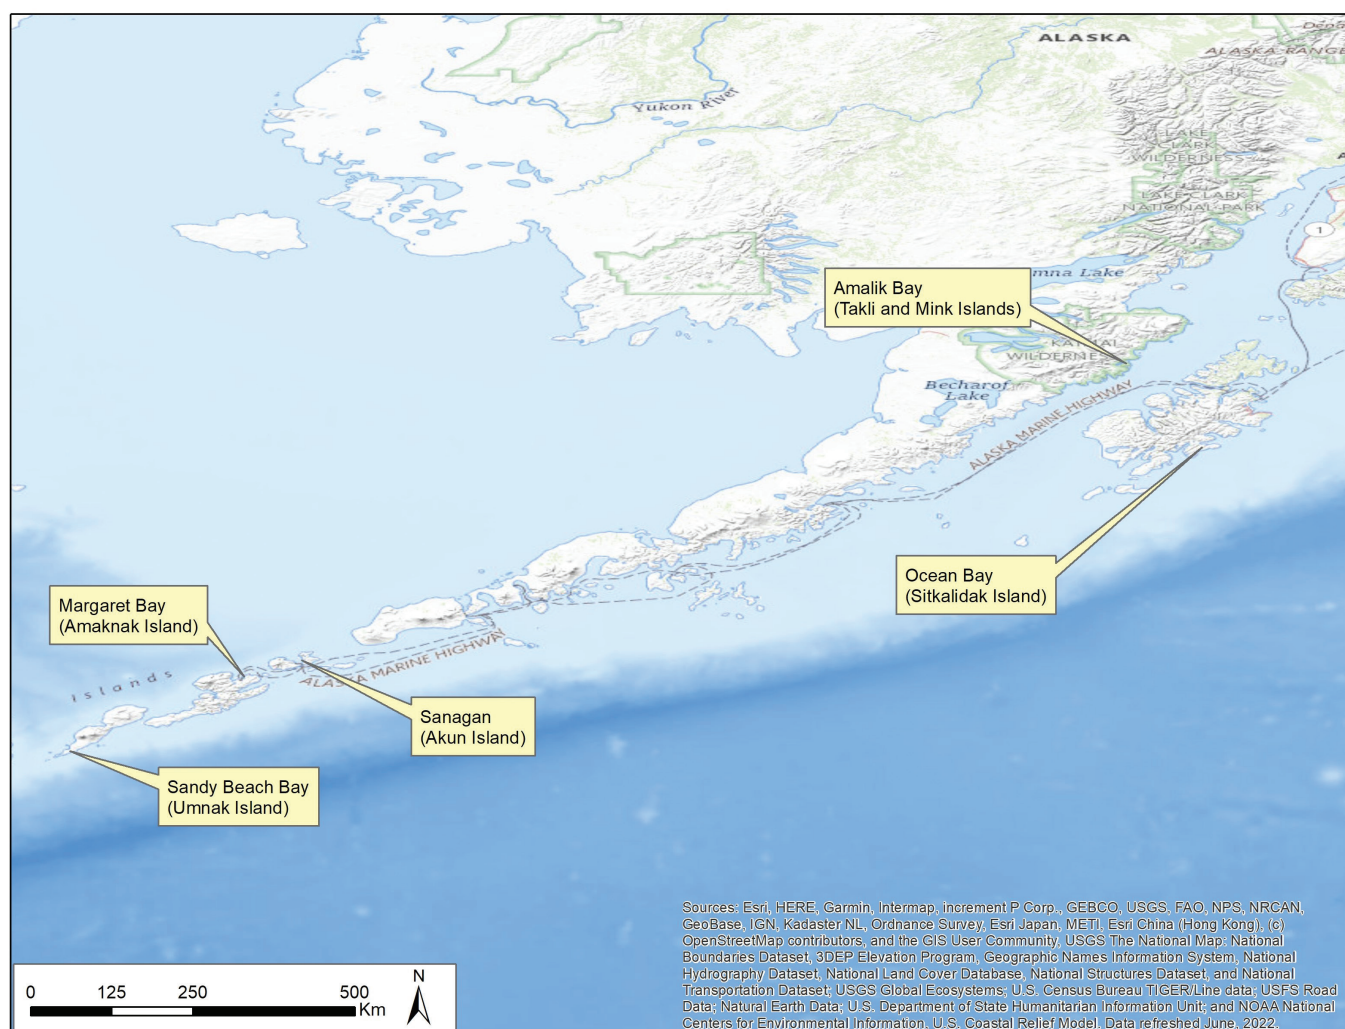 ALASKA
ALASKA RANGE
Yukon River
LAKE
CLARK
WILDERNESS
LAKE CLARK
NATIONAL PARK
1
Amalik Bay
(Takli and Mink Islands)
mna Lake
KATMAI
WILDERNESS
Becharof
Lake
ALASKA MARINE HIGHWAY
Ocean Bay
(Sitkalidak Island)
Margaret Bay
(Amaknak Island)
islands
ALASKA MARINE HIGHWAY
Sanagan
(Akun Island)
Sandy Beach Bay
(Umnak Island)
Sources: Esri, HERE, Garmin, Intermap, increment P Corp., GEBCO, USGS, FAO, NPS, NRCAN,
GeoBase, IGN, Kadaster NL, Ordnance Survey, Esri Japan, METI, Esri China (Hong Kong), (c)
OpenStreetMap contributors, and the GIS User Community, USGS The National Map: National
Boundaries Dataset, 3DEP Elevation Program, Geographic Names Information System, National
Hydrography Dataset, National Land Cover Database, National Structures Dataset, and National
Transportation Dataset; USGS Global Ecosystems; U.S. Census Bureau TIGER/Line data; USFS Road
Data; Natural Earth Data; U.S. Department of State Humanitarian Information Unit; and NOAA National
Centers for Environmental Information, U.S. Coastal Relief Model. Data refreshed June, 2022.
N
0 125 250 500
Km